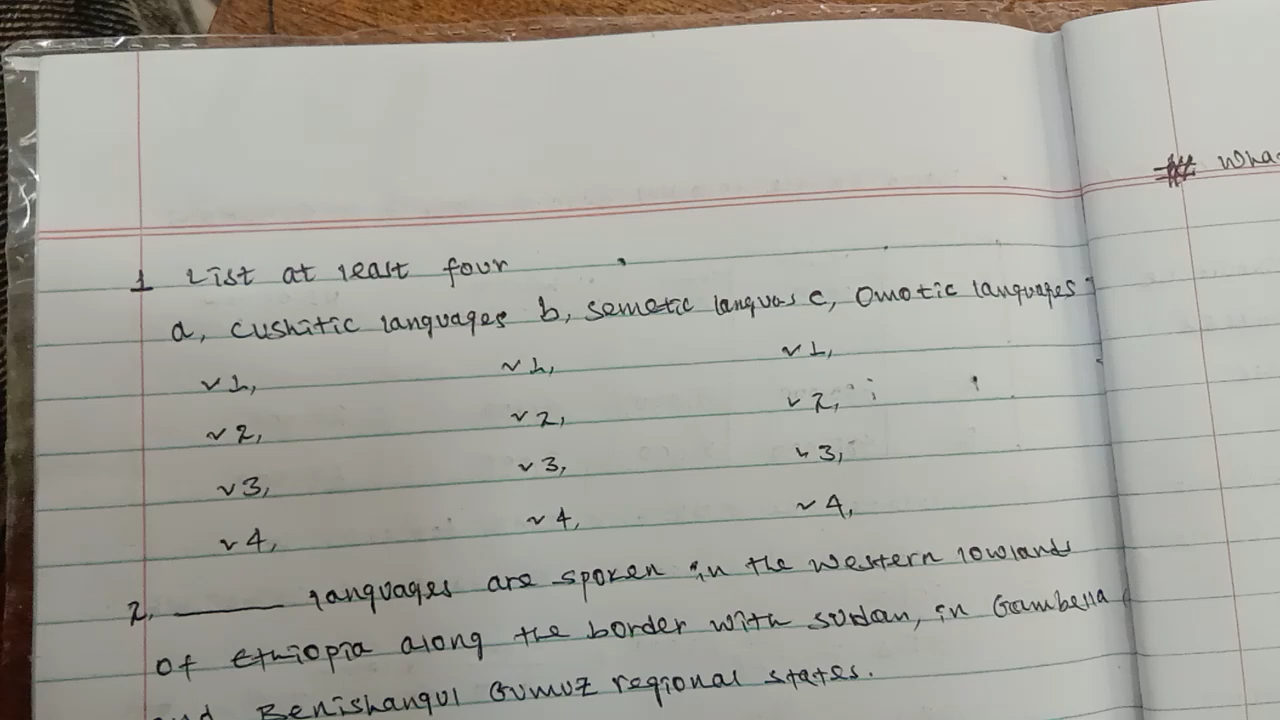 1 List at least four
a, cushitic languages b, semetic languas c, omotic languages
✓ 1, ✓ 1, ✓ 1,
✓ 2, ✓ 2, ✓ 2,
✓ 3, ✓ 3, ✓ 3,
✓ 4, ✓ 4, ✓ 4,
2. ______ languages are spoken in the western lowlands
of Ethiopia along the border with sudan, in Gambella
Benishangul Gumuz regional states.